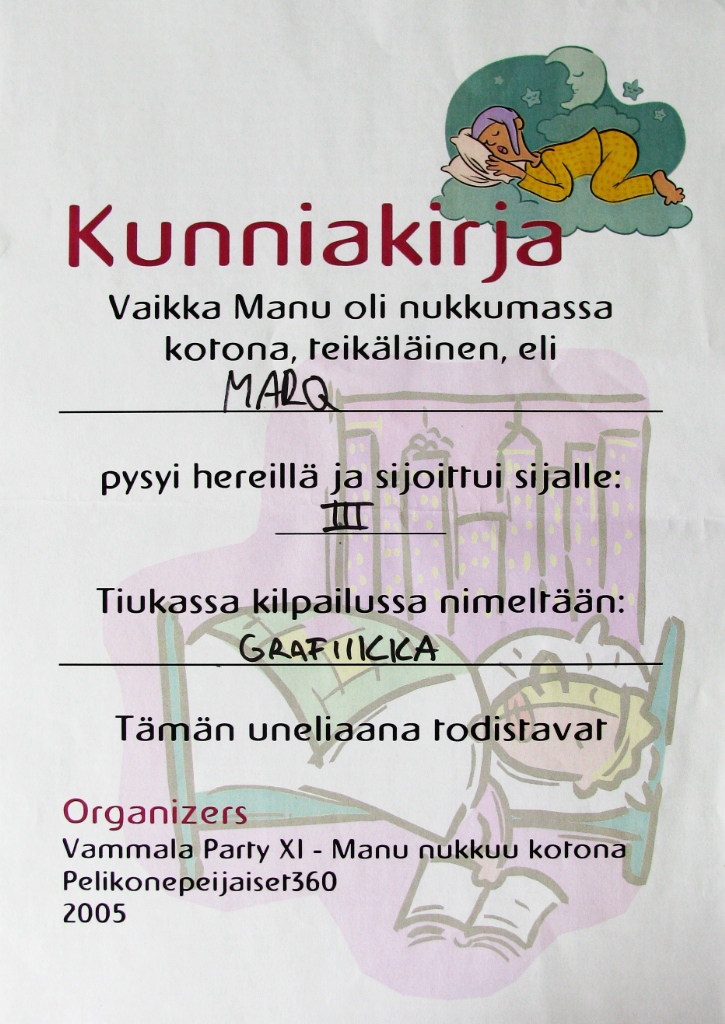 Kunniakirja
Vaikka Manu oli nukkumassa
kotona, teikäläinen, eli
MARQ
pysyi hereillä ja sijoittui sijalle:
III
Tiukassa kilpailussa nimeltään:
GRAFIIKKA
Tämän uneliaana todistavat
Organizers
Vammala Party XI - Manu nukkuu kotona
Pelikonepeijaiset360
2005